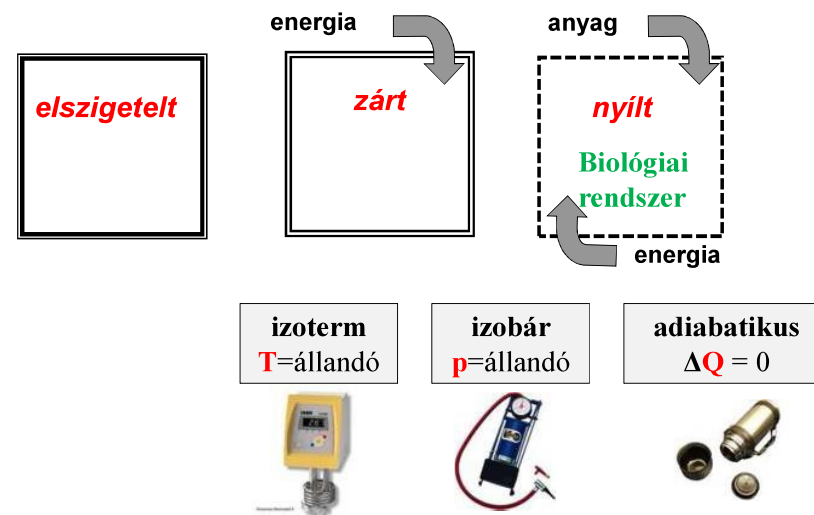 energia
anyag
elszigetelt
zárt
nyílt
Biológiai
rendszer
energia
izoterm
T=állandó
izobár
p=állandó
adiabatikus
ΔQ = 0